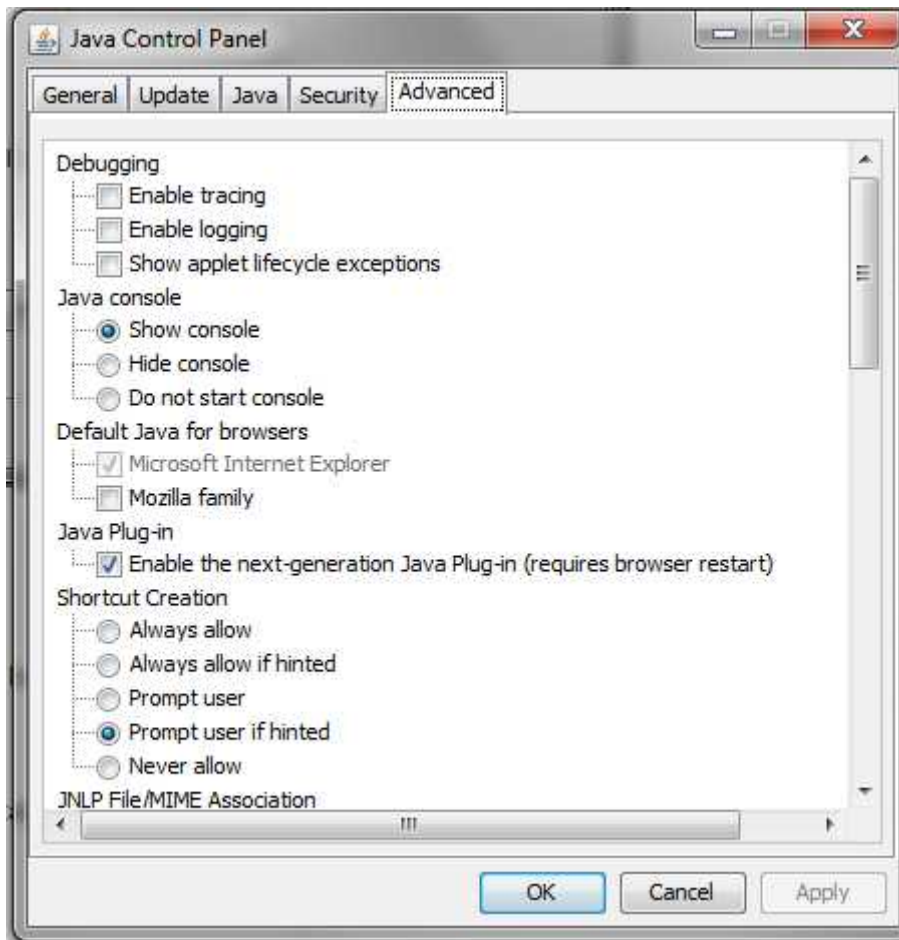 Java Control Panel
General Update Java Security Advanced
Debugging
Enable tracing
Enable logging
Show applet lifecycle exceptions
Java console
Show console
Hide console
Do not start console
Default Java for browsers
Microsoft Internet Explorer
Mozilla family
Java Plug-in
Enable the next-generation Java Plug-in (requires browser restart)
Shortcut Creation
Always allow
Always allow if hinted
Prompt user
Prompt user if hinted
Never allow
JNLP File/MIME Association
OK Cancel Apply